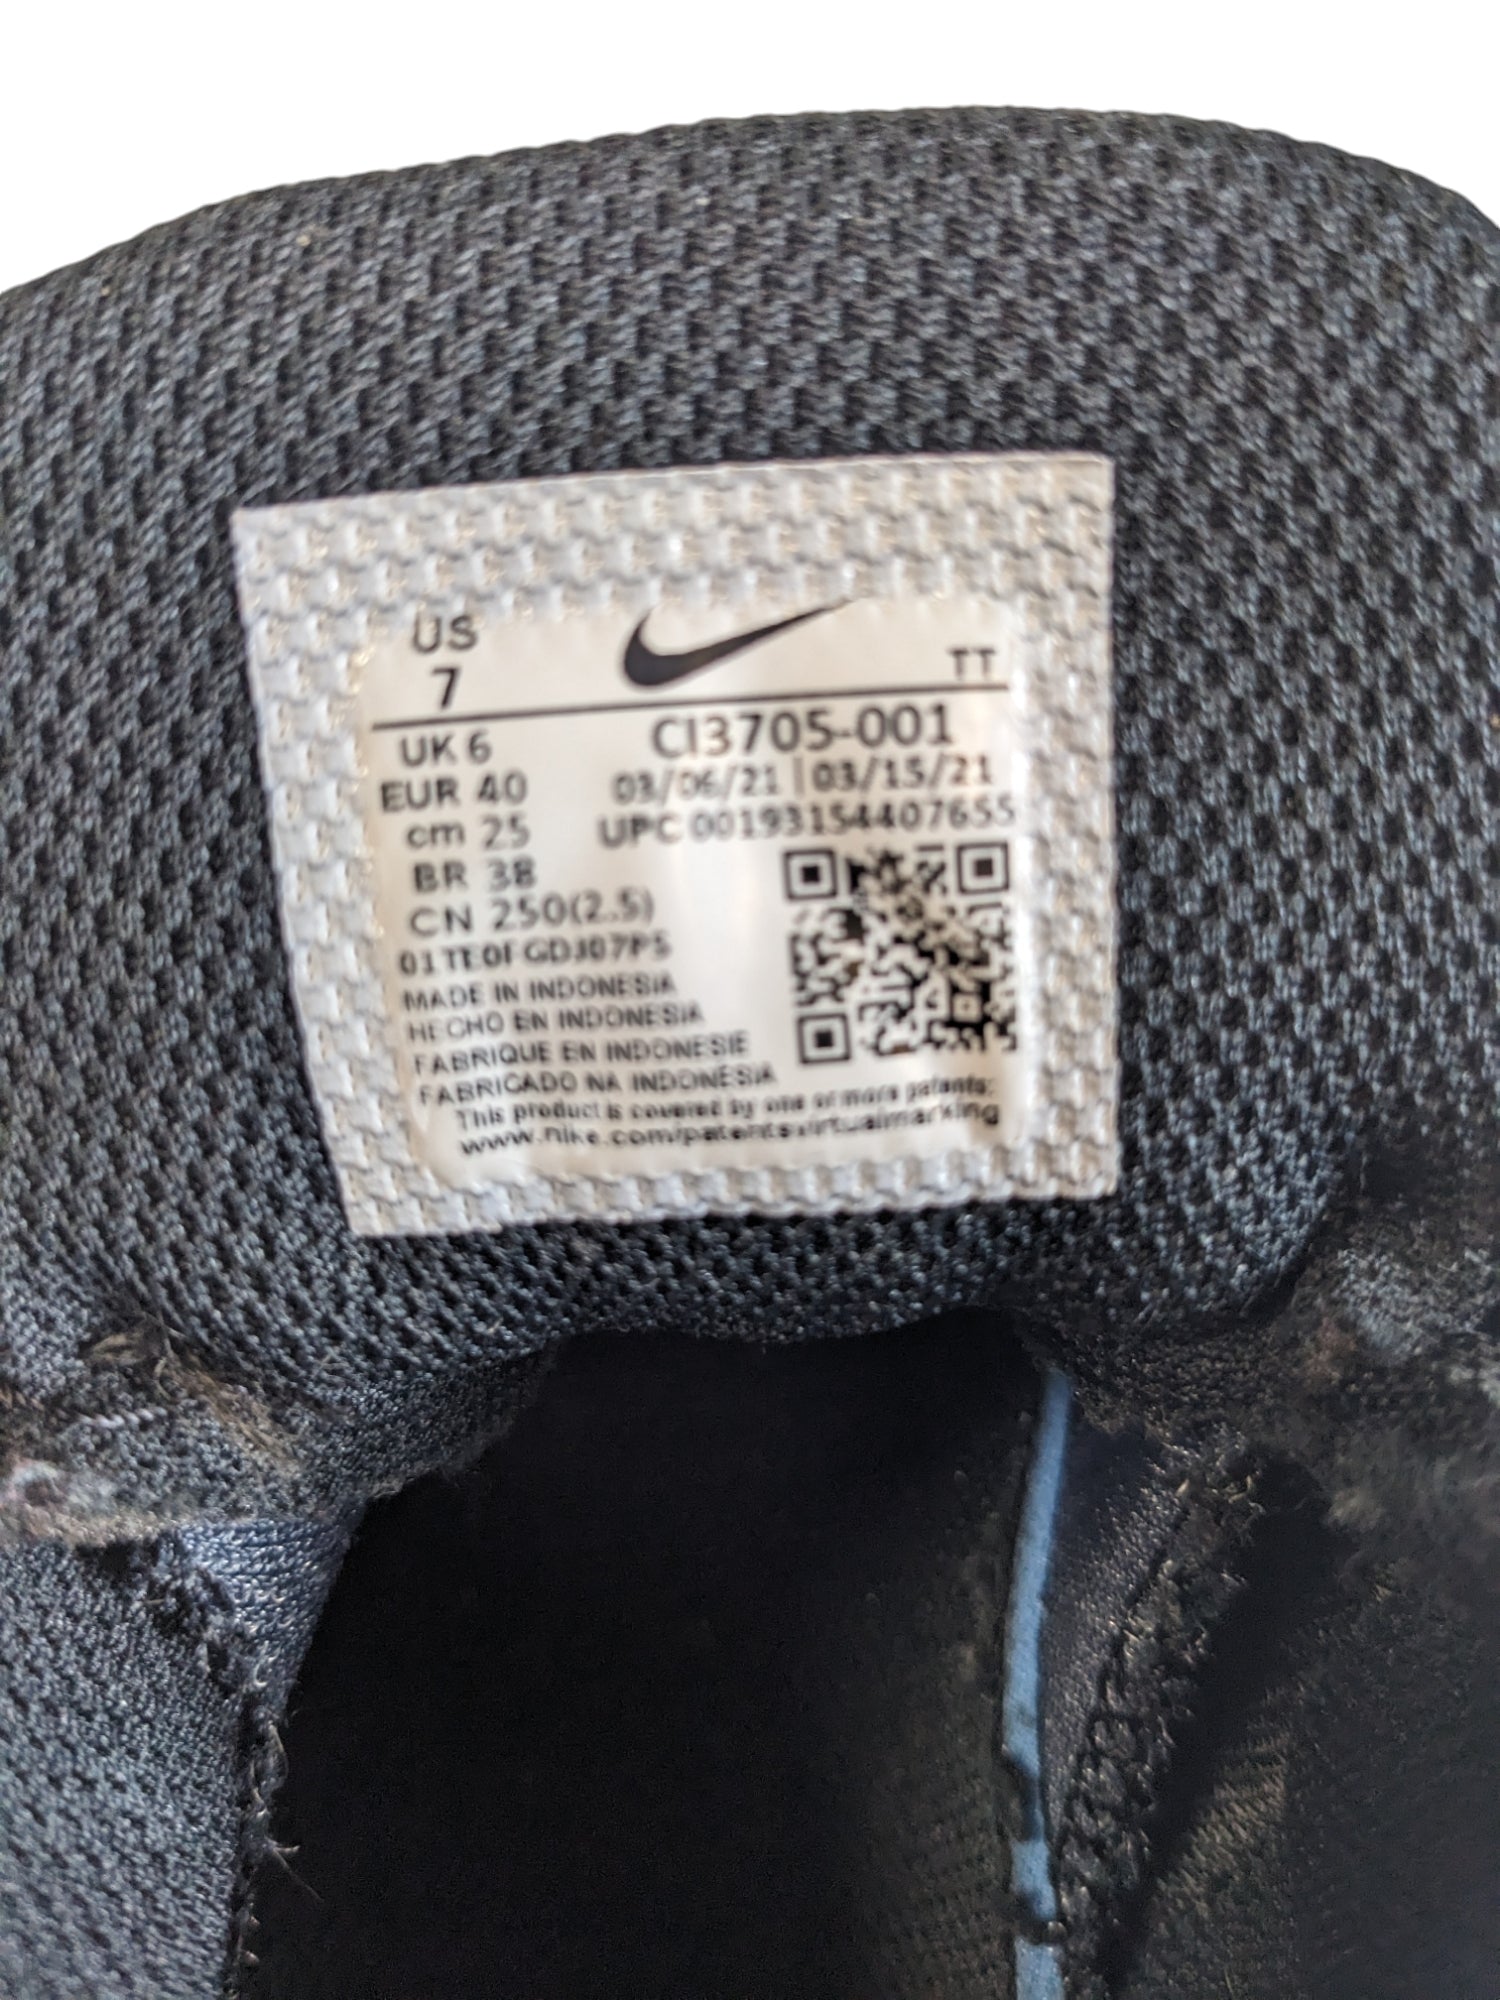 US
7
TT
UK 6
CI3705-001
EUR 40
03/06/21 | 03/15/21
cm 25
UPC 00193154407655
BR 38
CN 250(2.5)
01TE0FGDJ07P5
MADE IN INDONESIA
HECHO EN INDONESIA
FABRIQUE EN INDONESIE
FABRICADO NA INDONÉSIA
This product is covered by one or more patents:
www.nike.com/patentsvirtualmarking